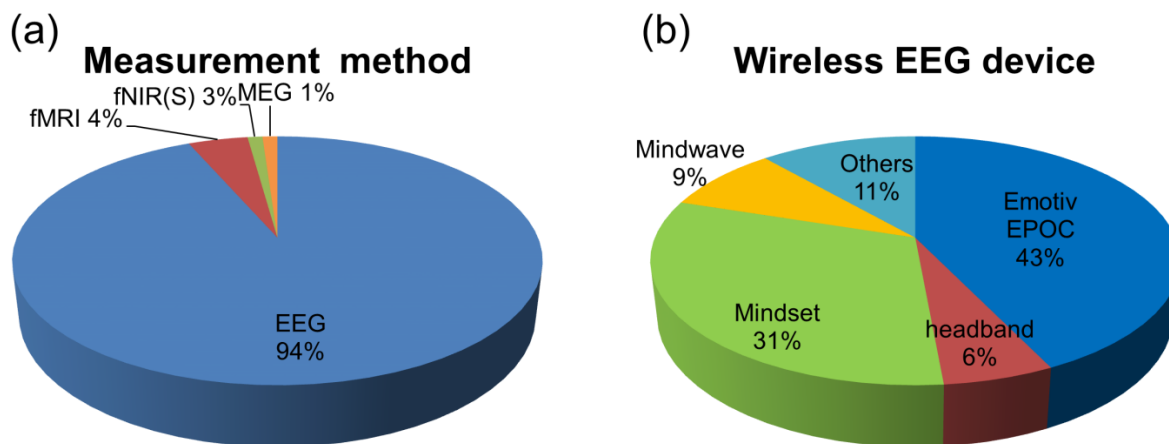 (a)
Measurement method
fNIR(S) 3%
MEG 1%
fMRI 4%
EEG
94%
(b)
Wireless EEG device
Mindwave
9%
Others
11%
Emotiv
EPOC
43%
Mindset
31%
headband
6%